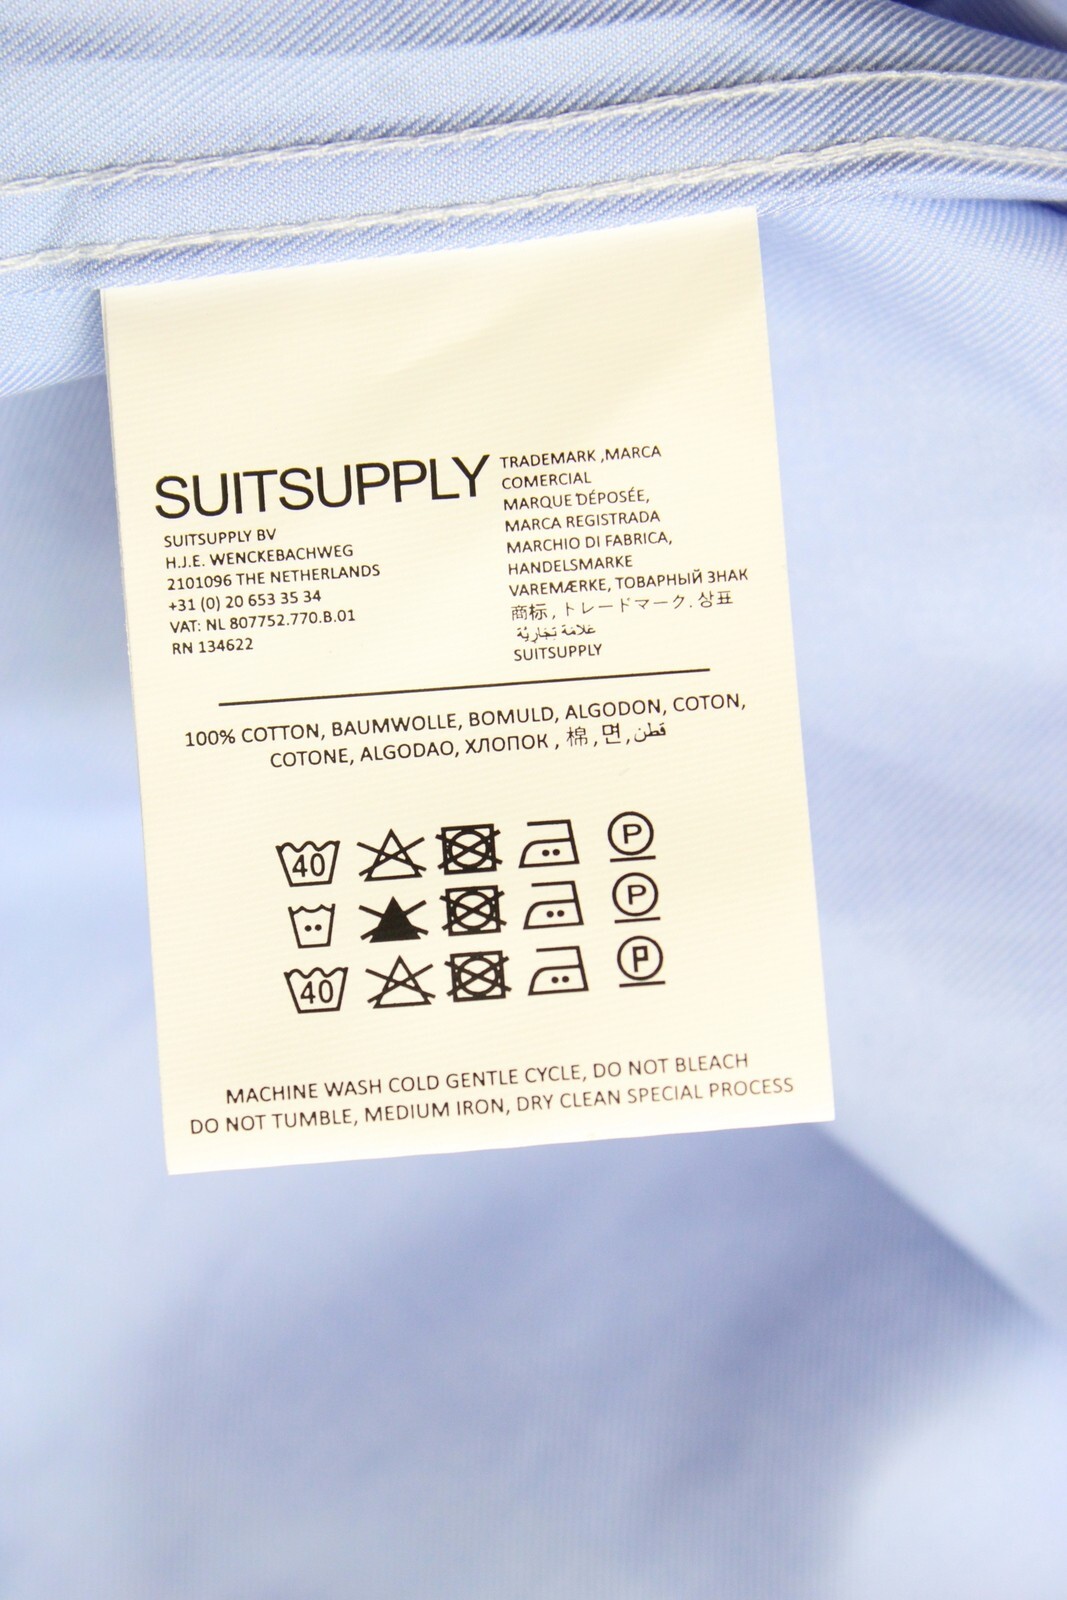 SUITSUPPLY
SUITSUPPLY BV
H.J.E. WENCKEBACHWEG
2101096 THE NETHERLANDS
+31 (0) 20 653 35 34
VAT: NL 807752.770.B.01
RN 134622
TRADEMARK ,MARCA
COMERCIAL
MARQUE DÉPOSÉE,
MARCA REGISTRADA
MARCHIO DI FABRICA,
HANDELSMARKE
VAREMÆRKE, ТОВАРНЫЙ ЗНАК
商标, トレードマーク. 상표
عَلامَة تِجَارِيَّة
SUITSUPPLY
100% COTTON, BAUMWOLLE, BOMULD, ALGODON, COTON,
COTONE, ALGODAO, ХЛОПОК , 棉, 면, قطن
40 P
P
40 P
MACHINE WASH COLD GENTLE CYCLE, DO NOT BLEACH
DO NOT TUMBLE, MEDIUM IRON, DRY CLEAN SPECIAL PROCESS